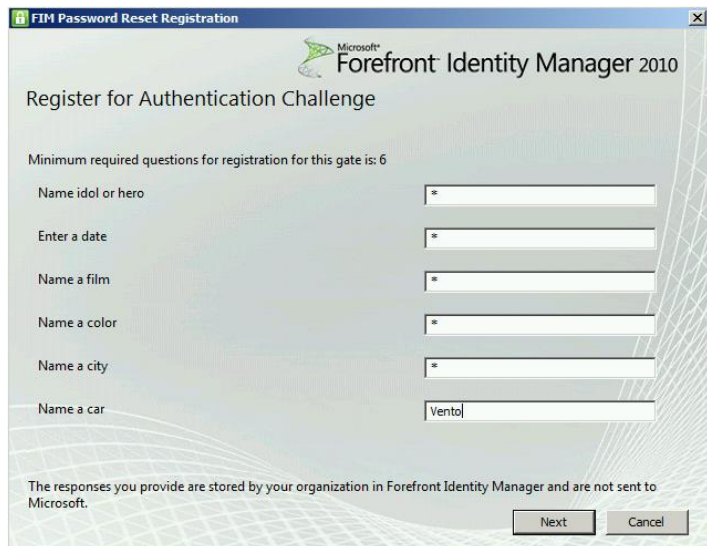 FIM Password Reset Registration
Microsoft®
Forefront Identity Manager 2010
Register for Authentication Challenge
Minimum required questions for registration for this gate is: 6
Name idol or hero *
Enter a date *
Name a film *
Name a color *
Name a city *
Name a car Vento
The responses you provide are stored by your organization in Forefront Identity Manager and are not sent to
Microsoft.
Next Cancel